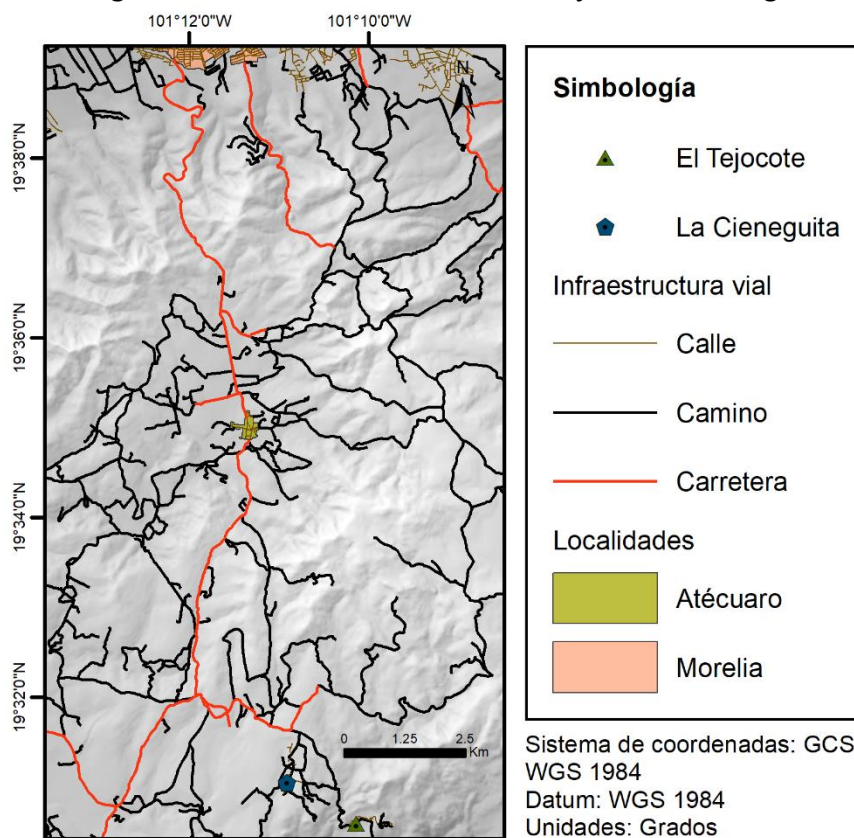 101°12'0"W
101°10'0"W
19°38'0"N
19°36'0"N
19°34'0"N
19°32'0"N
N
0
1.25
2.5
Km
Simbología
El Tejocote
La Cieneguita
Infraestructura vial
Calle
Camino
Carretera
Localidades
Atécuaro
Morelia
Sistema de coordenadas: GCS
WGS 1984
Datum: WGS 1984
Unidades: Grados